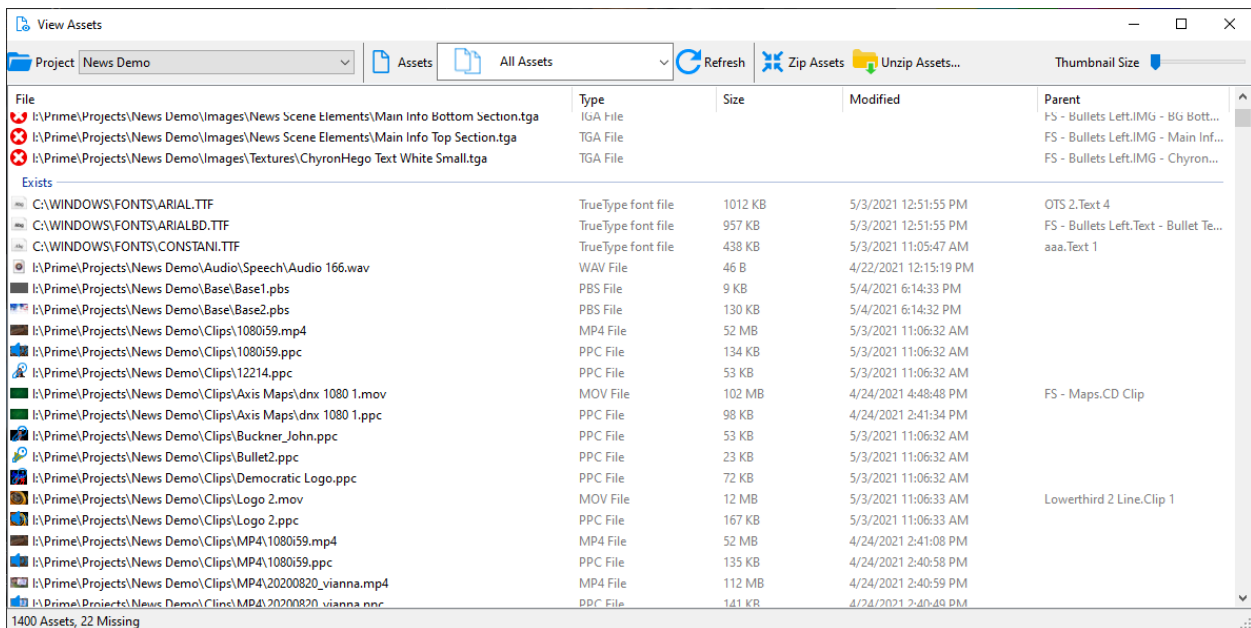 View Assets
Project News Demo Assets All Assets Refresh Zip Assets Unzip Assets... Thumbnail Size
File Type Size Modified Parent
I:\Prime\Projects\News Demo\Images\News Scene Elements\Main Info Bottom Section.tga TGA File FS - Bullets Left.IMG - BG Bott...
I:\Prime\Projects\News Demo\Images\News Scene Elements\Main Info Top Section.tga TGA File FS - Bullets Left.IMG - Main Inf...
I:\Prime\Projects\News Demo\Images\Textures\ChyronHego Text White Small.tga TGA File FS - Bullets Left.IMG - Chyron...
Exists
C:\WINDOWS\FONTS\ARIAL.TTF TrueType font file 1012 KB 5/3/2021 12:51:55 PM OTS 2.Text 4
C:\WINDOWS\FONTS\ARIALBD.TTF TrueType font file 957 KB 5/3/2021 12:51:55 PM FS - Bullets Left.Text - Bullet Te...
C:\WINDOWS\FONTS\CONSTANI.TTF TrueType font file 438 KB 5/3/2021 11:05:47 AM aaa.Text 1
I:\Prime\Projects\News Demo\Audio\Speech\Audio 166.wav WAV File 46 B 4/22/2021 12:15:19 PM
I:\Prime\Projects\News Demo\Base\Base1.pbs PBS File 9 KB 5/4/2021 6:14:33 PM
I:\Prime\Projects\News Demo\Base\Base2.pbs PBS File 130 KB 5/4/2021 6:14:32 PM
I:\Prime\Projects\News Demo\Clips\1080i59.mp4 MP4 File 52 MB 5/3/2021 11:06:32 AM
I:\Prime\Projects\News Demo\Clips\1080i59.ppc PPC File 134 KB 5/3/2021 11:06:32 AM
I:\Prime\Projects\News Demo\Clips\12214.ppc PPC File 53 KB 5/3/2021 11:06:32 AM
I:\Prime\Projects\News Demo\Clips\Axis Maps\dnx 1080 1.mov MOV File 102 MB 4/24/2021 4:48:48 PM FS - Maps.CD Clip
I:\Prime\Projects\News Demo\Clips\Axis Maps\dnx 1080 1.ppc PPC File 98 KB 4/24/2021 2:41:34 PM
I:\Prime\Projects\News Demo\Clips\Buckner_John.ppc PPC File 53 KB 5/3/2021 11:06:32 AM
I:\Prime\Projects\News Demo\Clips\Bullet2.ppc PPC File 23 KB 5/3/2021 11:06:32 AM
I:\Prime\Projects\News Demo\Clips\Democratic Logo.ppc PPC File 72 KB 5/3/2021 11:06:32 AM
I:\Prime\Projects\News Demo\Clips\Logo 2.mov MOV File 12 MB 5/3/2021 11:06:33 AM Lowerthird 2 Line.Clip 1
I:\Prime\Projects\News Demo\Clips\Logo 2.ppc PPC File 167 KB 5/3/2021 11:06:33 AM
I:\Prime\Projects\News Demo\Clips\MP4\1080i59.mp4 MP4 File 52 MB 4/24/2021 2:41:08 PM
I:\Prime\Projects\News Demo\Clips\MP4\1080i59.ppc PPC File 135 KB 4/24/2021 2:40:58 PM
I:\Prime\Projects\News Demo\Clips\MP4\20200820_vianna.mp4 MP4 File 112 MB 4/24/2021 2:40:59 PM
I:\Prime\Projects\News Demo\Clips\MP4\20200820_vianna.ppc PPC File 141 KB 4/24/2021 2:40:49 PM
1400 Assets, 22 Missing